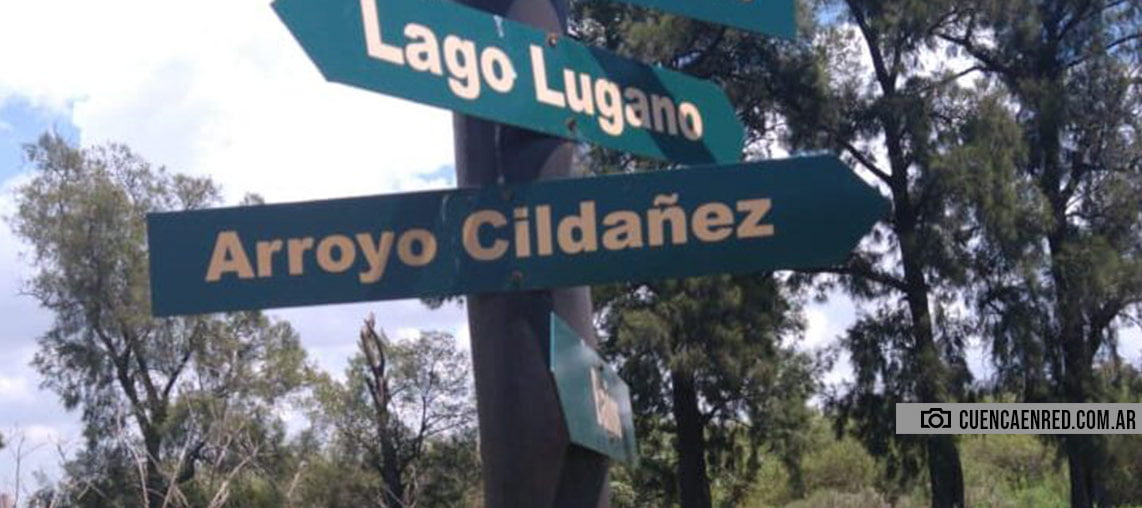 Lago Lugano
Arroyo Cildañez
CUENCAENRED.COM.AR